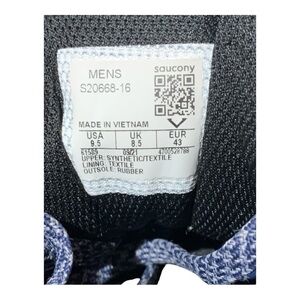 MENS saucony
S20668-16
MADE IN VIETNAM
USA UK EUR
9.5 8.5 43
UPPER: SYNTHETIC/TEXTILE
LINING: TEXTILE
OUTSOLE: RUBBER